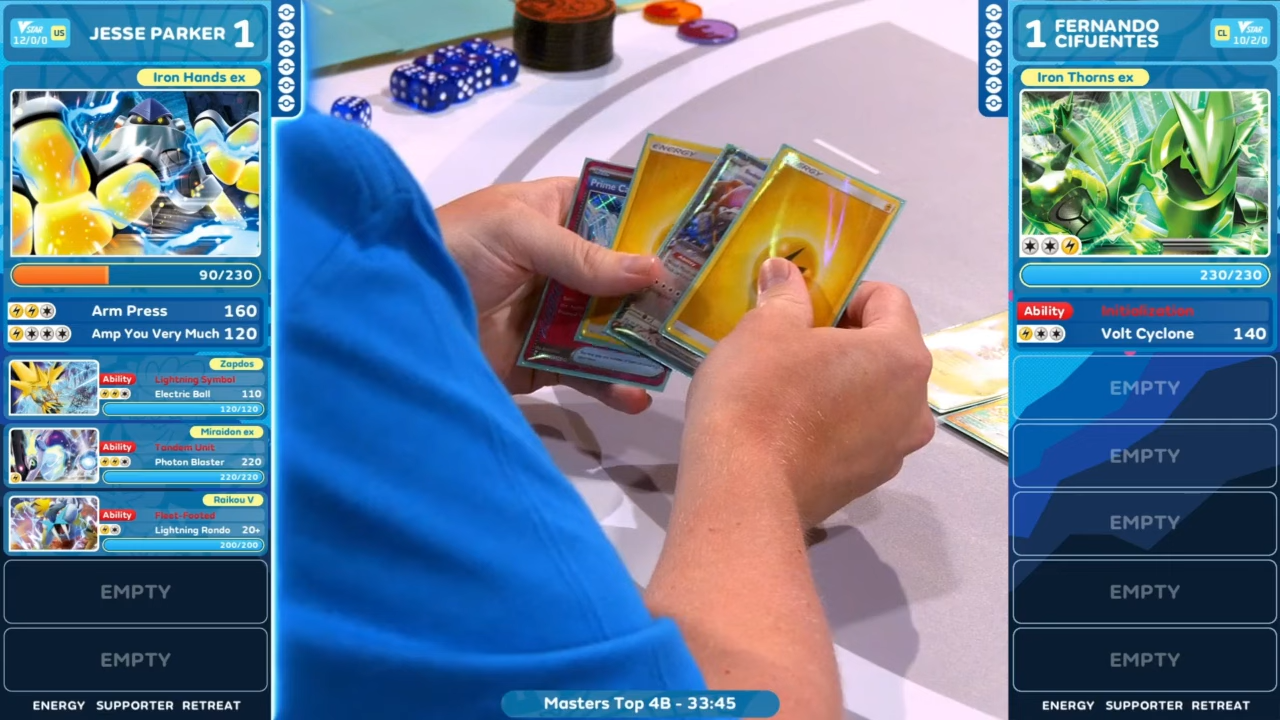 VSTAR
12/0/0
US
JESSE PARKER 1
Iron Hands ex
90/230
Arm Press 160
Amp You Very Much 120
Zapdos
Ability Lightning Symbol
Electric Ball 110
120/120
Miraidon ex
Ability Tandem Unit
Photon Blaster 220
220/220
Raikou V
Ability Fleet-Footed
Lightning Rondo 20+
200/200
EMPTY
EMPTY
ENERGY SUPPORTER RETREAT
Prime
ENERGY
ERGY
Masters Top 4B - 33:45
1 FERNANDO
CIFUENTES
CL
VSTAR
10/2/0
Iron Thorns ex
230/230
Ability Initialization
Volt Cyclone 140
EMPTY
EMPTY
EMPTY
EMPTY
EMPTY
ENERGY SUPPORTER RETREAT